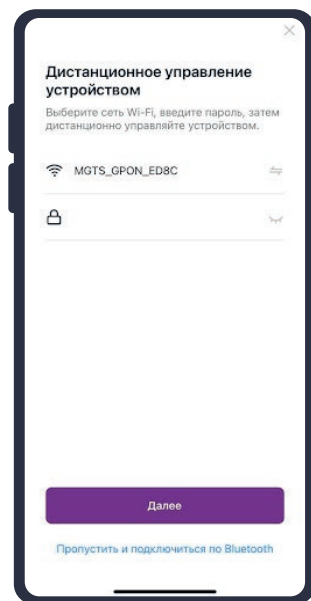 Дистанционное управление
устройством
Выберите сеть Wi-Fi, введите пароль, затем
дистанционно управляйте устройством.
MGTS_GPON_ED8C
Далее
Пропустить и подключиться по Bluetooth